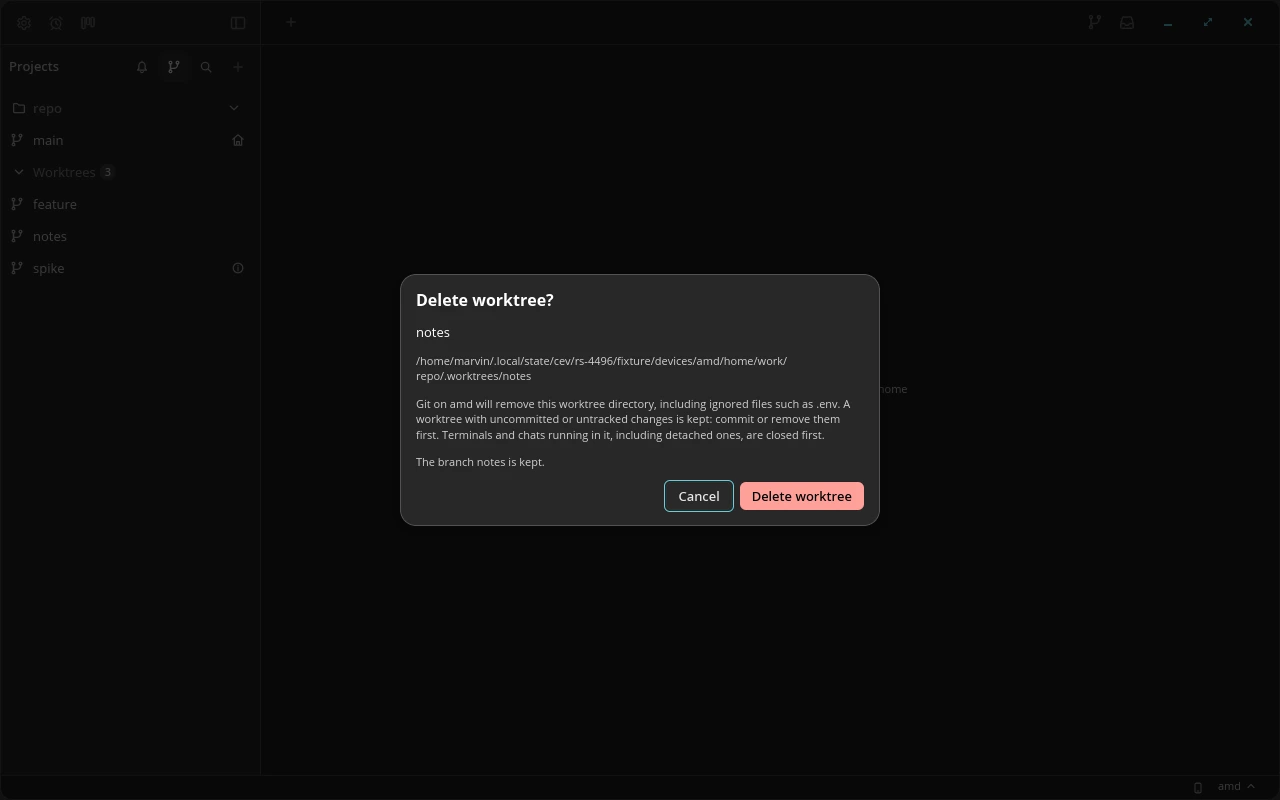 Projects
repo
main
Worktrees 3
feature
notes
spike
Delete worktree?
notes
/home/marvin/.local/state/cev/rs-4496/fixture/devices/amd/home/work/
repo/.worktrees/notes
Git on amd will remove this worktree directory, including ignored files such as .env. A
worktree with uncommitted or untracked changes is kept: commit or remove them
first. Terminals and chats running in it, including detached ones, are closed first.
The branch notes is kept.
Cancel
Delete worktree
amd